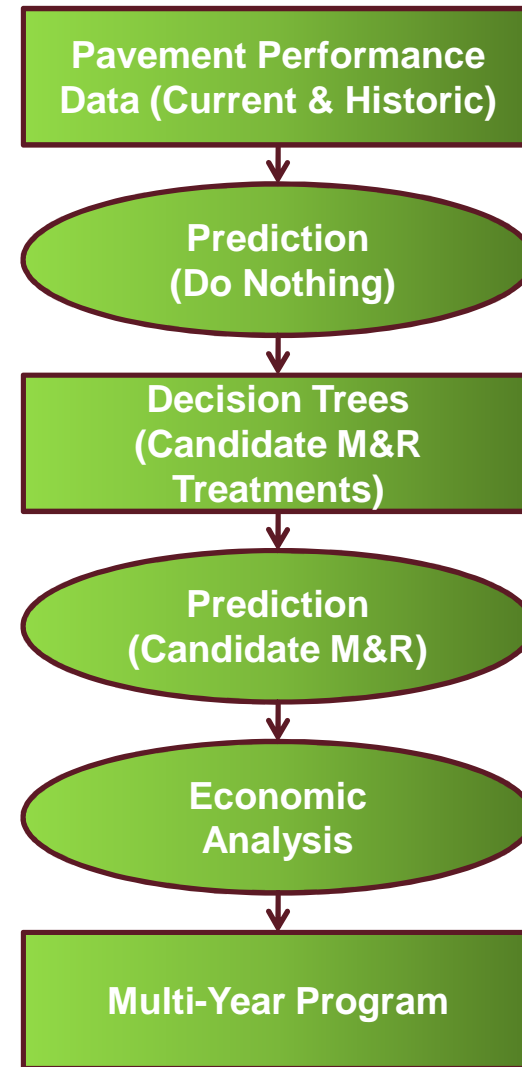 Pavement Performance
Data (Current & Historic)
Prediction
(Do Nothing)
Decision Trees
(Candidate M&R
Treatments)
Prediction
(Candidate M&R)
Economic
Analysis
Multi-Year Program